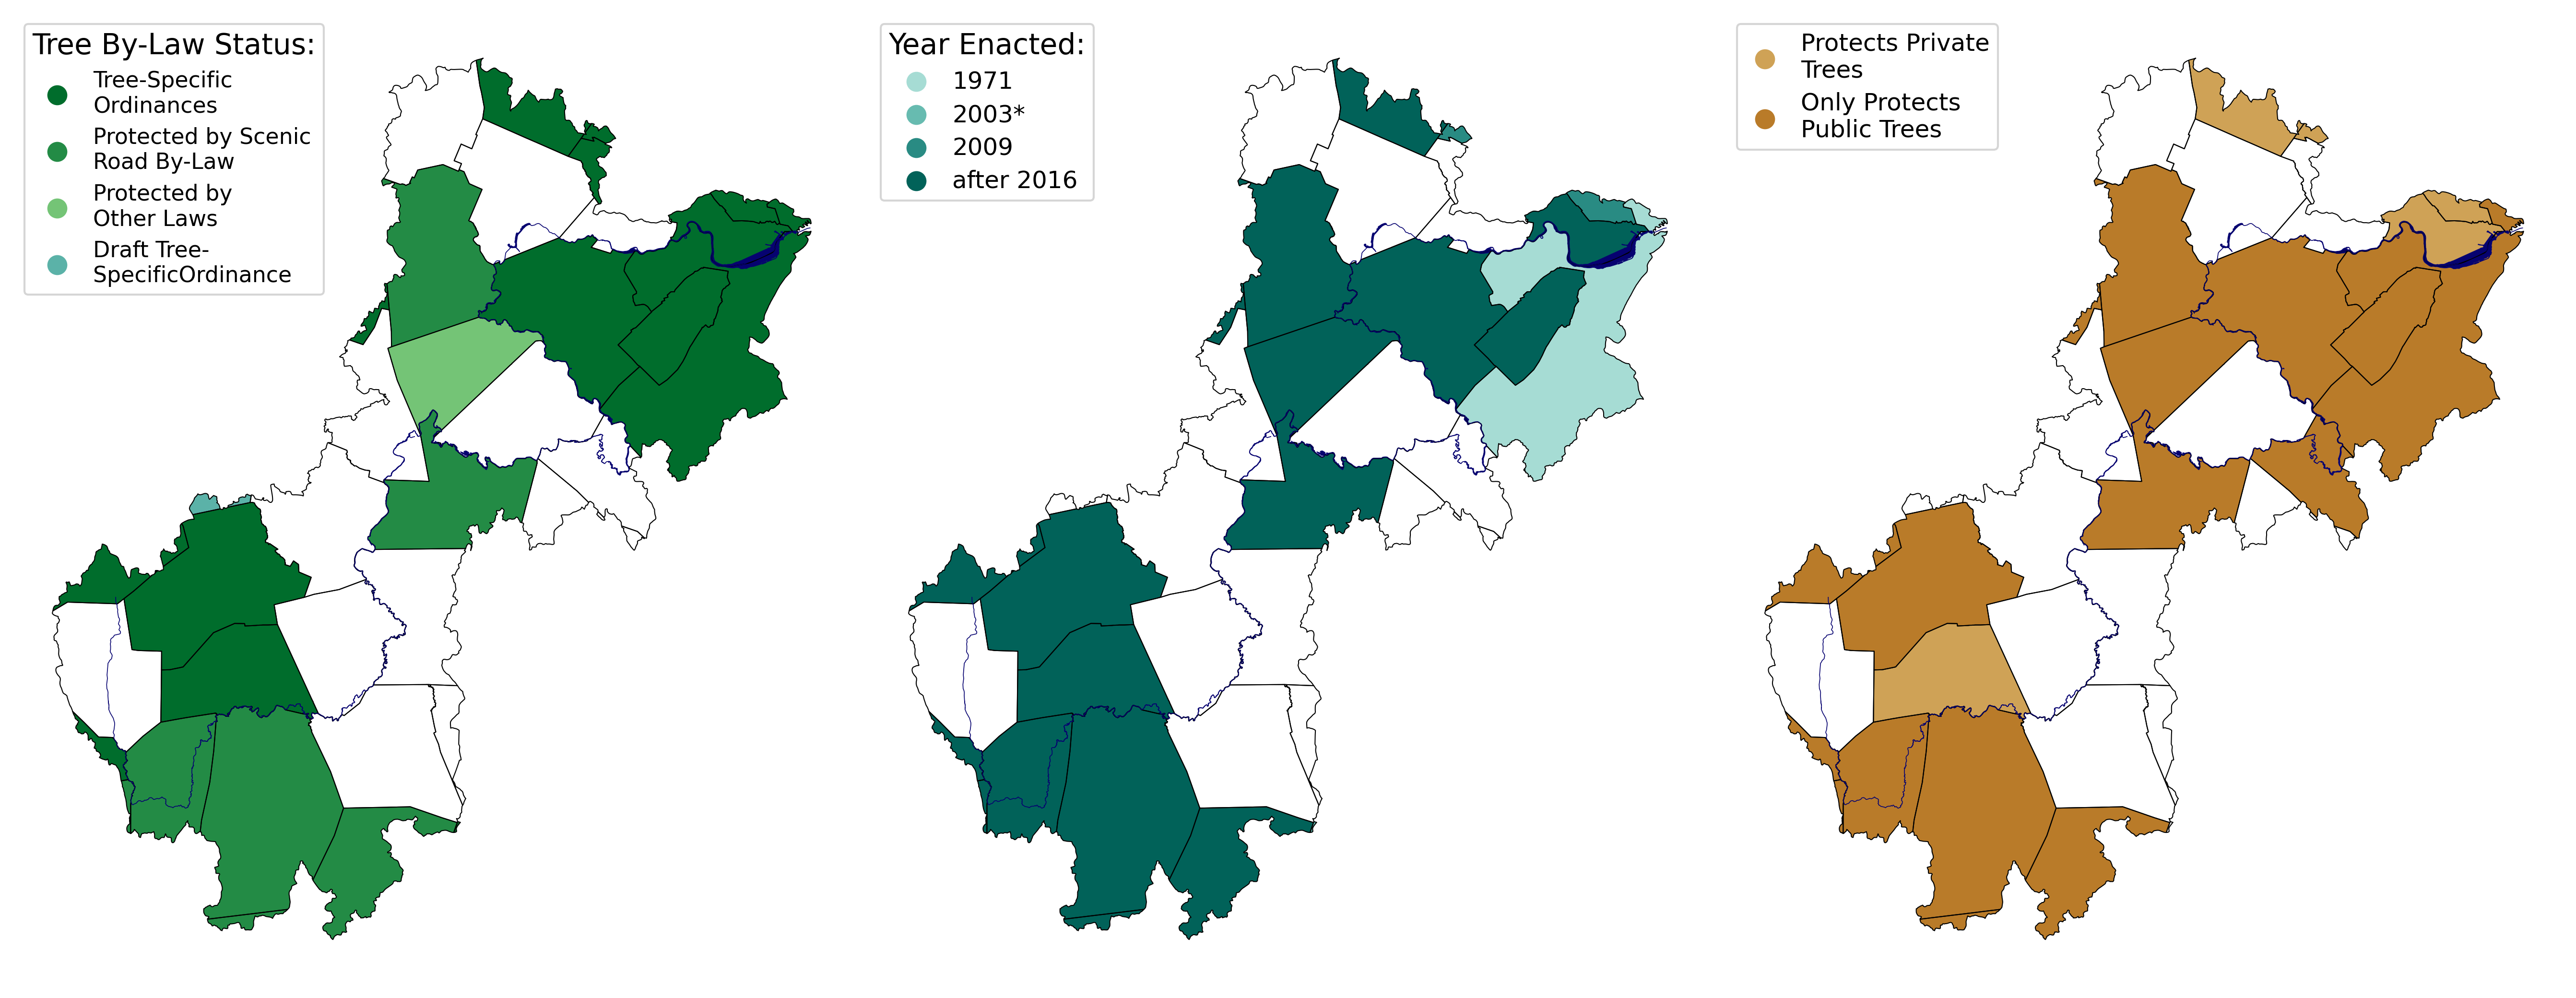 Tree By-Law Status:
Tree-Specific
Ordinances
Protected by Scenic
Road By-Law
Protected by
Other Laws
Draft Tree-
SpecificOrdinance
Year Enacted:
1971
2003*
2009
after 2016
Protects Private
Trees
Only Protects
Public Trees